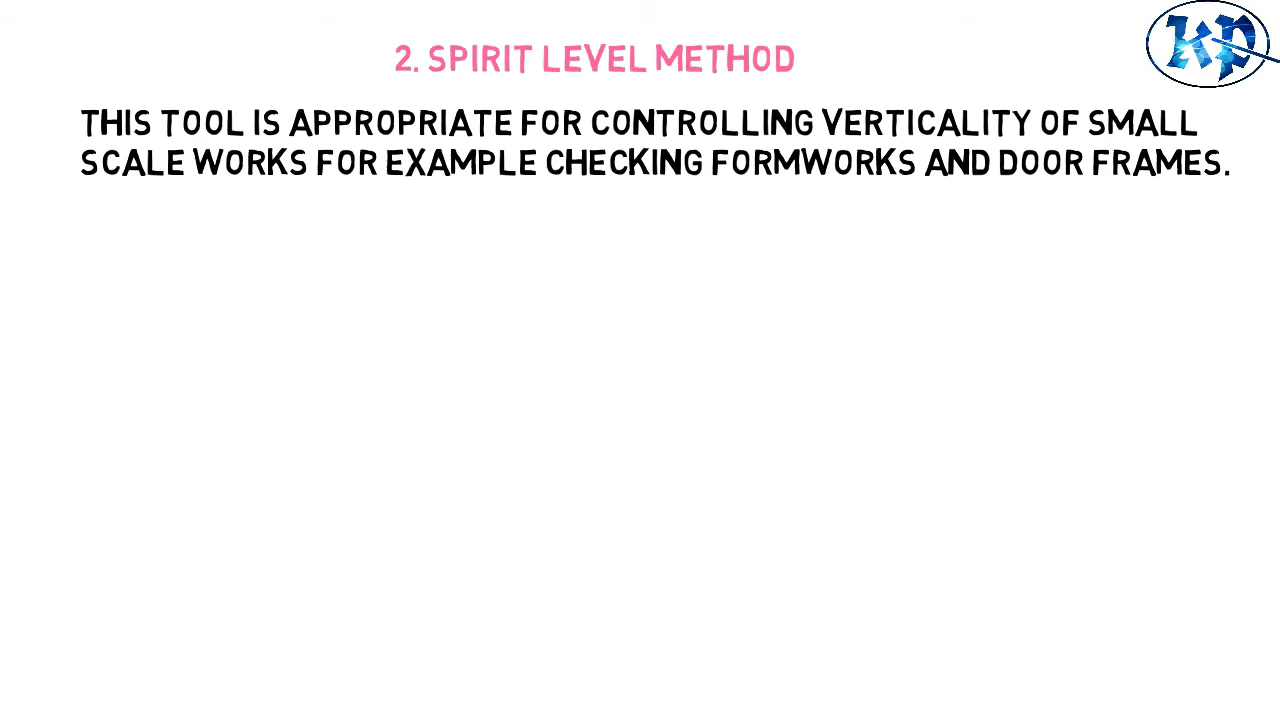 KP
2. SPIRIT LEVEL METHOD
THIS TOOL IS APPROPRIATE FOR CONTROLLING VERTICALITY OF SMALL
SCALE WORKS FOR EXAMPLE CHECKING FORMWORKS AND DOOR FRAMES.